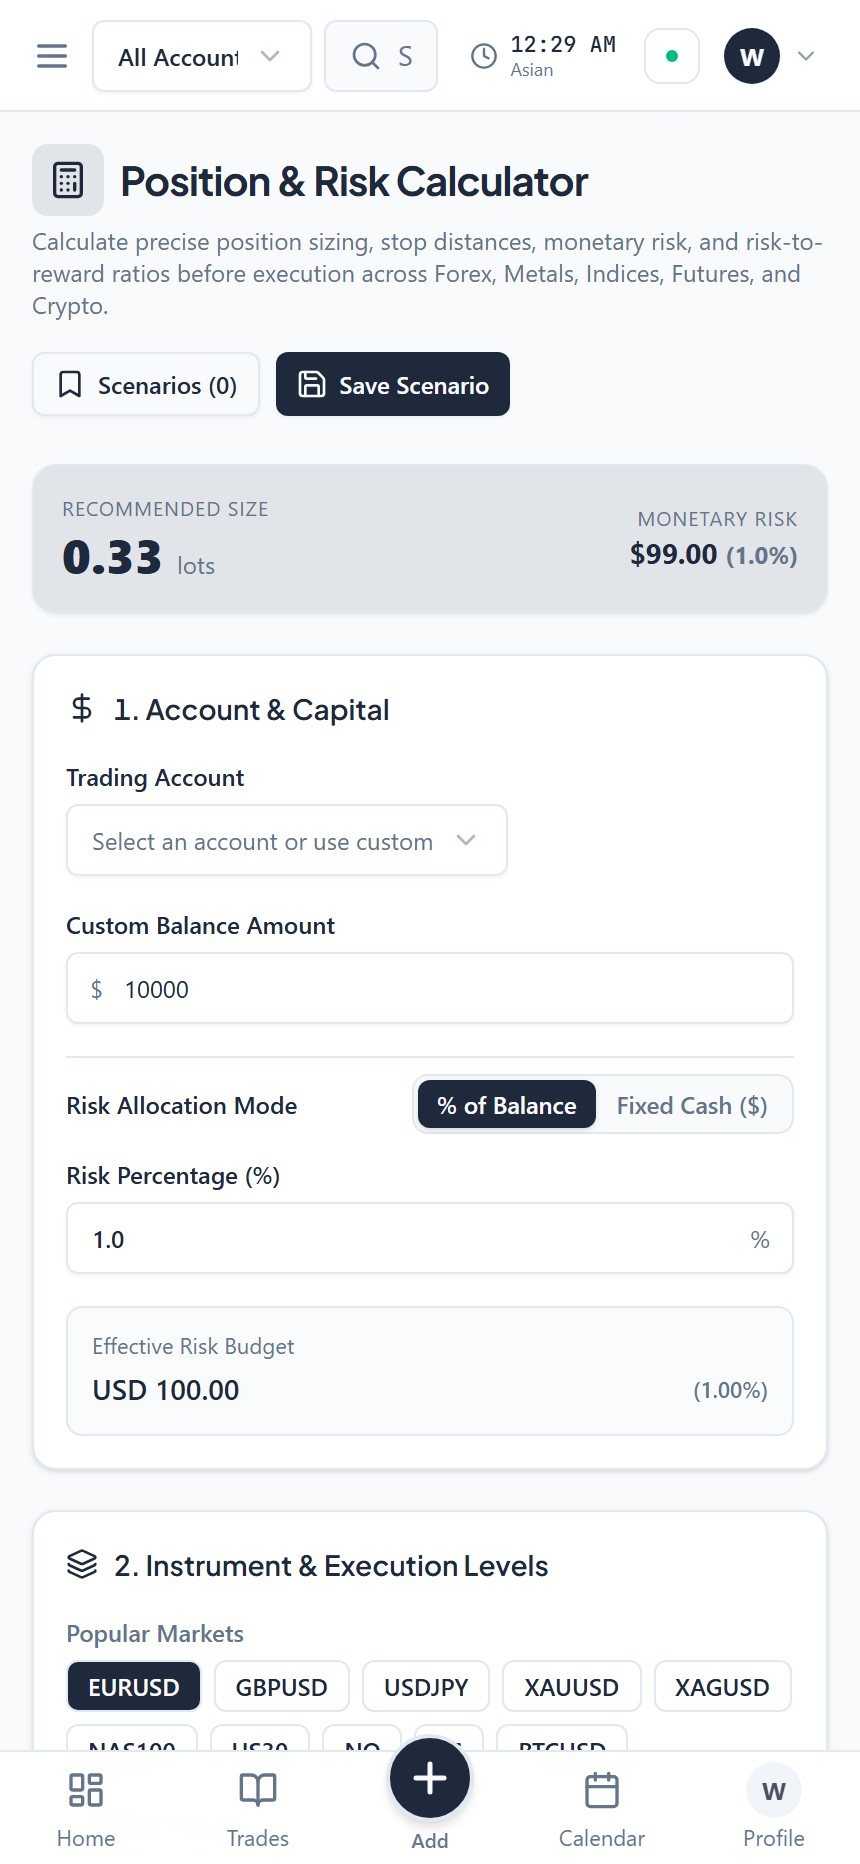 All Account
S
12:29 AM
Asian
W
Position & Risk Calculator
Calculate precise position sizing, stop distances, monetary risk, and risk-to-
reward ratios before execution across Forex, Metals, Indices, Futures, and
Crypto.
Scenarios (0)
Save Scenario
RECOMMENDED SIZE
0.33 lots
MONETARY RISK
$99.00 (1.0%)
1. Account & Capital
Trading Account
Select an account or use custom
Custom Balance Amount
$ 10000
Risk Allocation Mode
% of Balance
Fixed Cash ($)
Risk Percentage (%)
1.0 %
Effective Risk Budget
USD 100.00 (1.00%)
2. Instrument & Execution Levels
Popular Markets
EURUSD GBPUSD USDJPY XAUUSD XAGUSD
NAS100 US30 NQ BTCUSD
Home
Trades
Add
Calendar
W
Profile